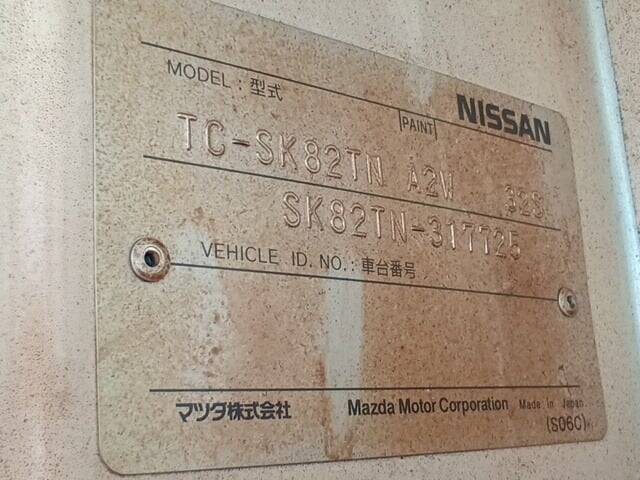 MODEL: 型式
PAINT
NISSAN
TC-SK82TN A2W 32S
SK82TN-317725
VEHICLE ID. NO.: 車台番号
マツダ株式会社 Mazda Motor Corporation Made in Japan.
(S06C)